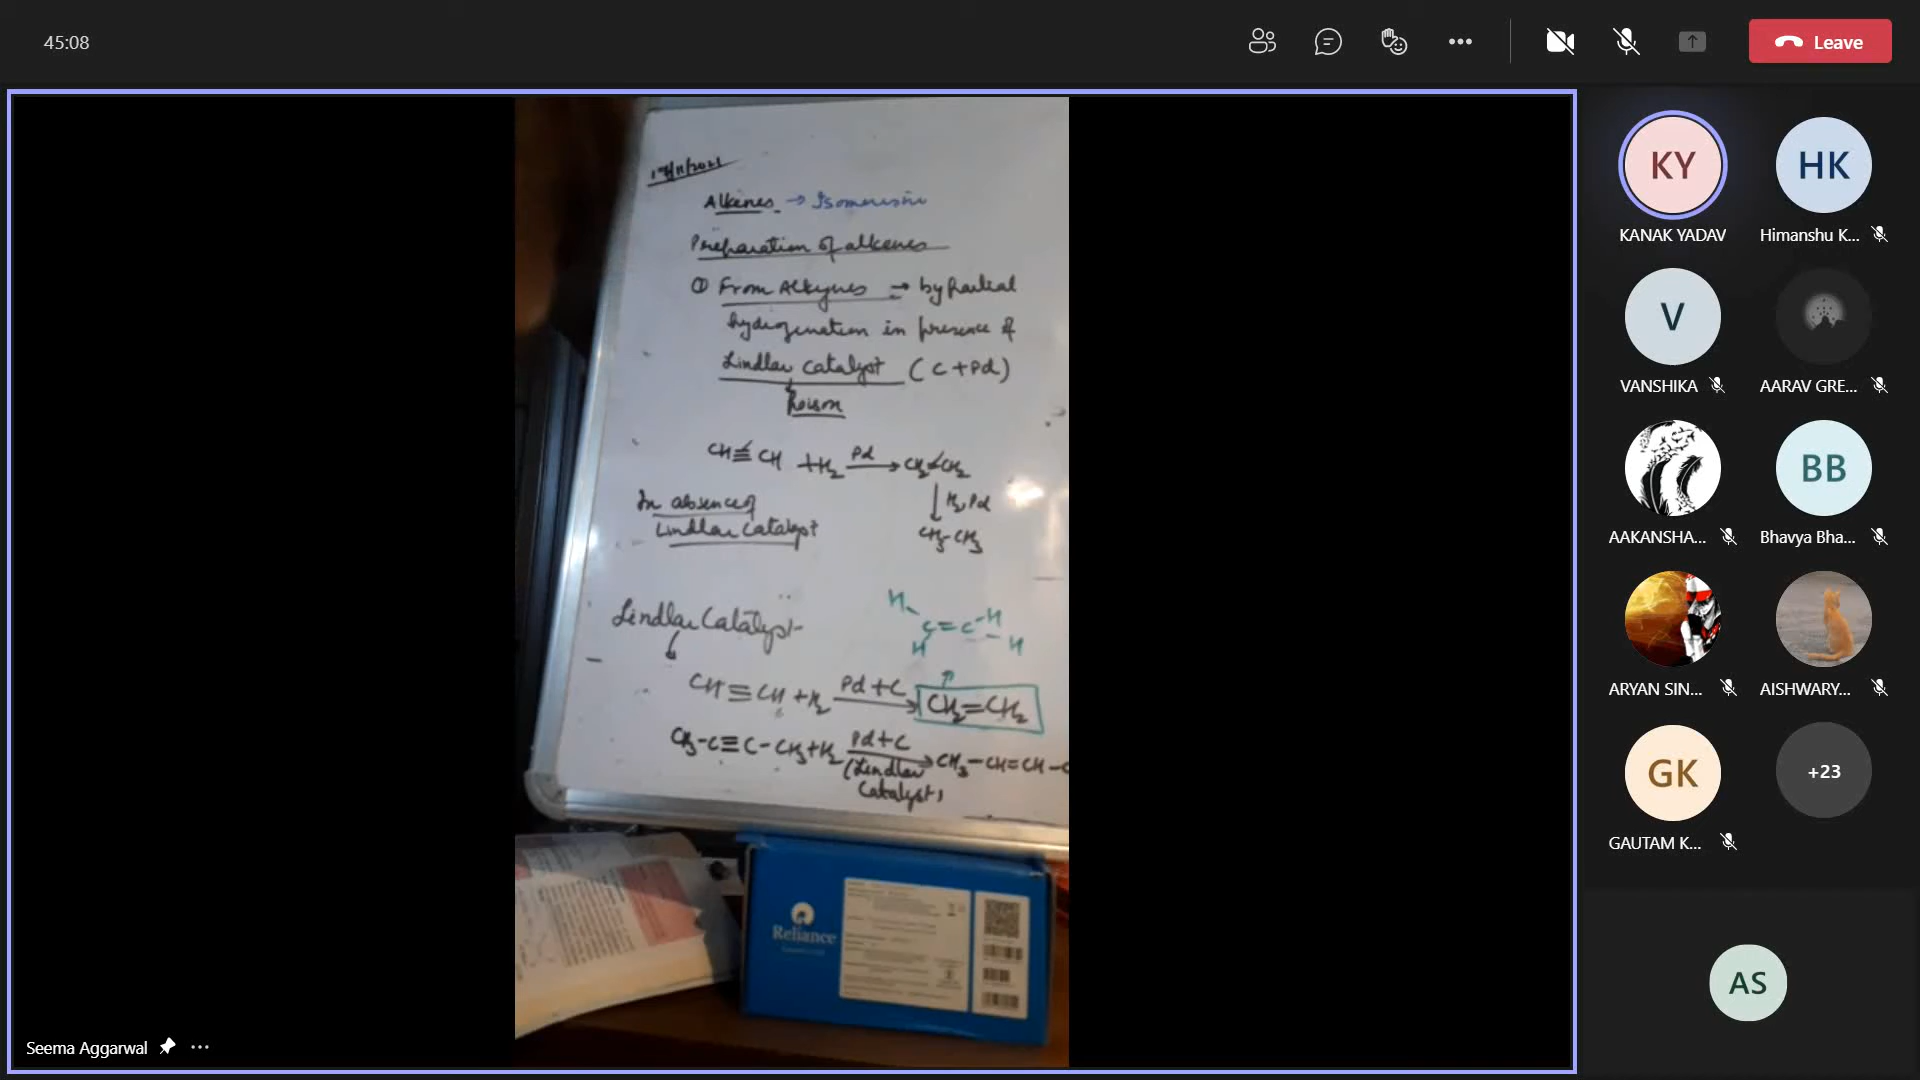 45:08
Leave
Alkenes → Isomerism
Preparation of alkenes
① From Alkynes → by Partial
hydrogenation in presence of
Lindlar Catalyst (C+Pd)
Poison
CH≡CH +H₂ Pd→ CH₂=CH₂
↓ H₂,Pd
CH₃-CH₃
In absence of
Lindlar Catalyst
Lindlar Catalyst
H H
C=C
H H
CH≡CH+H₂ Pd+C→ CH₂=CH₂
CH₃-C≡C-CH₃+H₂ Pd+C→ CH₃-CH=CH-C
(Lindlar
Catalyst)
Reliance
Seema Aggarwal
KY
KANAK YADAV
HK
Himanshu K...
V
VANSHIKA
AARAV GRE...
AAKANSHA...
BB
Bhavya Bha...
ARYAN SIN...
AISHWARY...
GK
GAUTAM K...
+23
AS